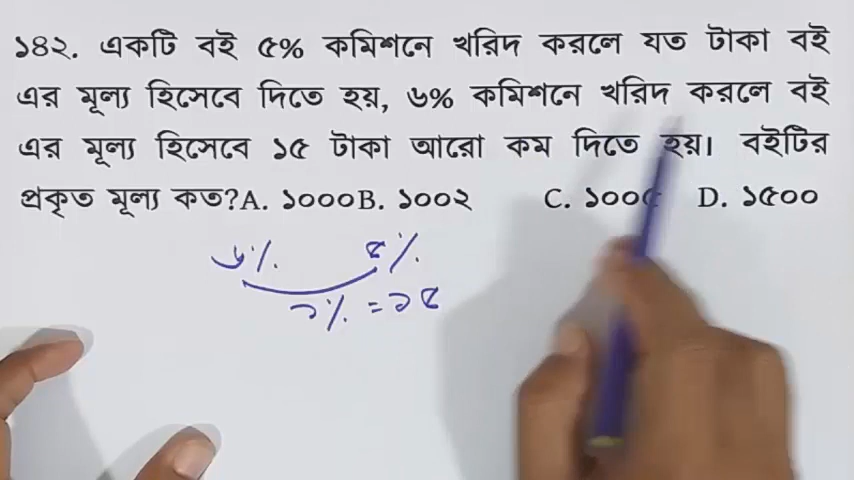 ১৪২. একটি বই ৫% কমিশনে খরিদ করলে যত টাকা বই
এর মূল্য হিসেবে দিতে হয়, ৬% কমিশনে খরিদ করলে বই
এর মূল্য হিসেবে ১৫ টাকা আরো কম দিতে হয়। বইটির
প্রকৃত মূল্য কত?A. ১০০০B. ১০০২ C. ১০০৫ D. ১৫০০
৬% ৫%
১% = ১৫